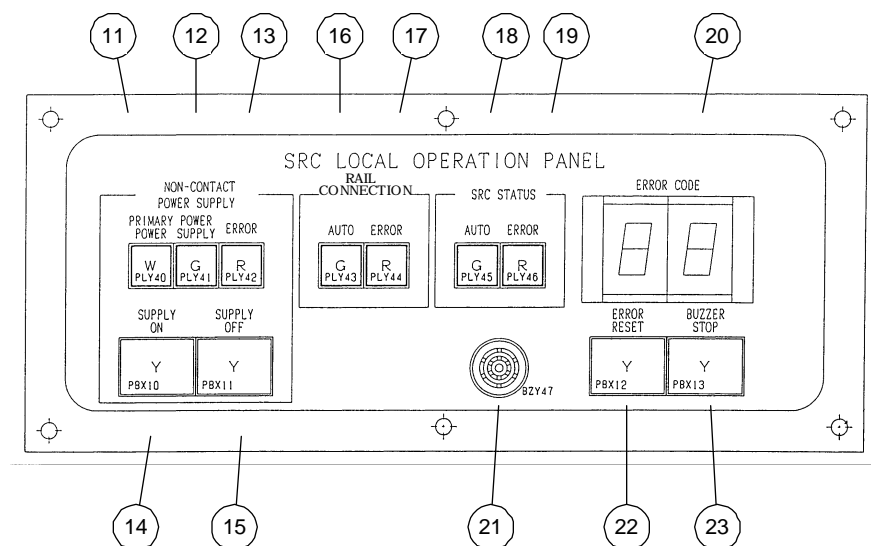 11 12 13 16 17 18 19 20
SRC LOCAL OPERATION PANEL
NON-CONTACT
POWER SUPPLY
PRIMARY
POWER
POWER
SUPPLY
ERROR
W
PLY40
G
PLY41
R
PLY42
SUPPLY
ON
SUPPLY
OFF
Y
PBX10
Y
PBX11
RAIL
CONNECTION
AUTO ERROR
G
PLY43
R
PLY44
SRC STATUS
AUTO ERROR
G
PLY45
R
PLY46
BZY47
ERROR CODE
8 8
ERROR
RESET
BUZZER
STOP
Y
PBX12
Y
PBX13
14 15 21 22 23